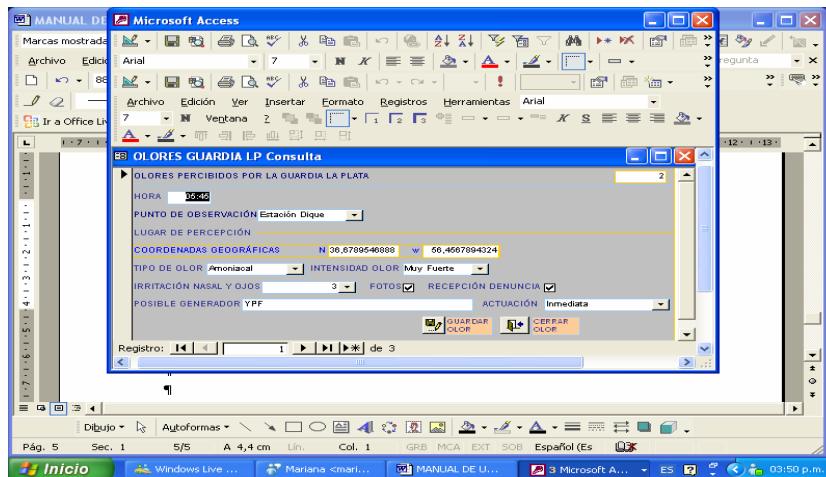 MANUAL DE
Microsoft Access
Marcas mostrada
Arial 7 N K
Archivo Edició
regunta
Archivo Edición Ver Insertar Formato Registros Herramientas Arial
7 N Ventana ? K S
Ir a Office Liv
OLORES GUARDIA LP Consulta
OLORES PERCIBIDOS POR LA GUARDIA LA PLATA 2
HORA 05:45
PUNTO DE OBSERVACIÓN Estación Dique
LUGAR DE PERCEPCIÓN
COORDENADAS GEOGRÁFICAS N 36,6789546888 w 56,4567894324
TIPO DE OLOR Amoniacal INTENSIDAD OLOR Muy Fuerte
IRRITACIÓN NASAL Y OJOS 3 FOTOS RECEPCIÓN DENUNCIA
POSIBLE GENERADOR YPF ACTUACIÓN Inmediata
GUARDAR OLOR CERRAR OLOR
Registro: 1 de 3
Dibujo Autoformas
Pág. 5 Sec. 1 5/5 A 4,4 cm Lín. Col. 1 GRB MCA EXT SOB Español (Es
Inicio Windows Live ... Mariana <mari... MANUAL DE U... 3 Microsoft A... ES 03:50 p.m.